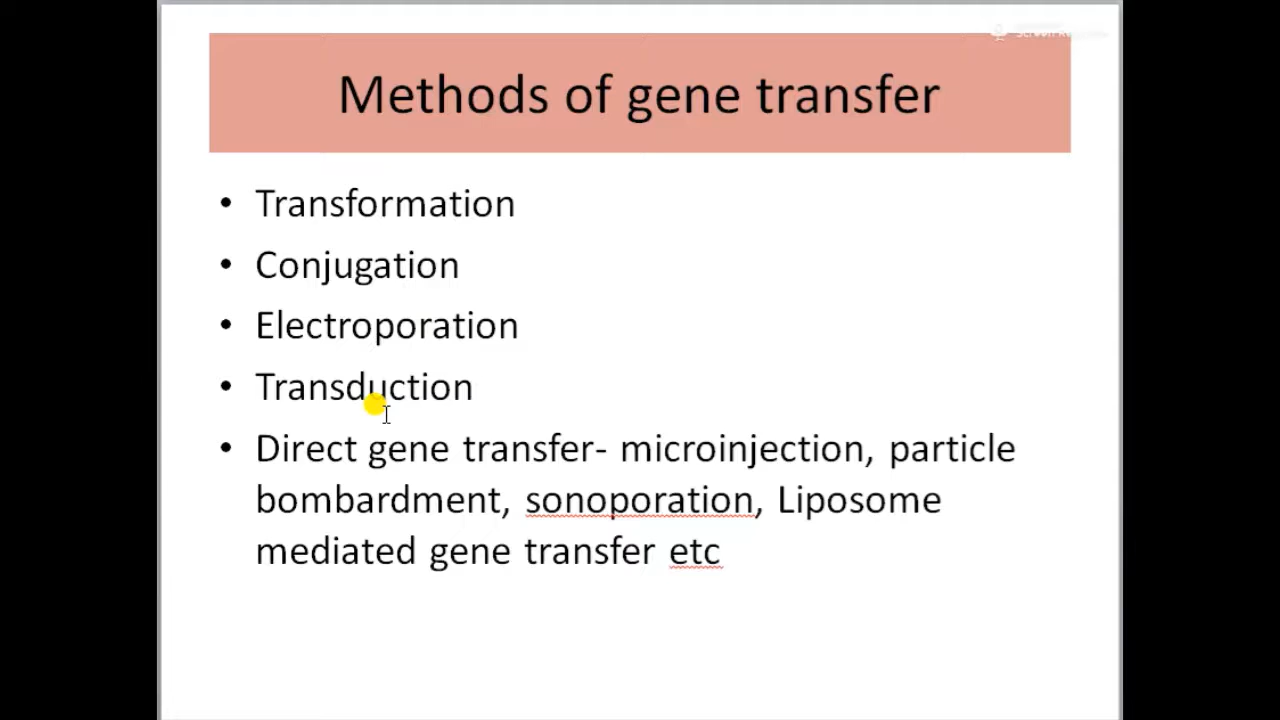 Methods of gene transfer
• Transformation
• Conjugation
• Electroporation
• Transduction
• Direct gene transfer- microinjection, particle
bombardment, sonoporation, Liposome
mediated gene transfer etc